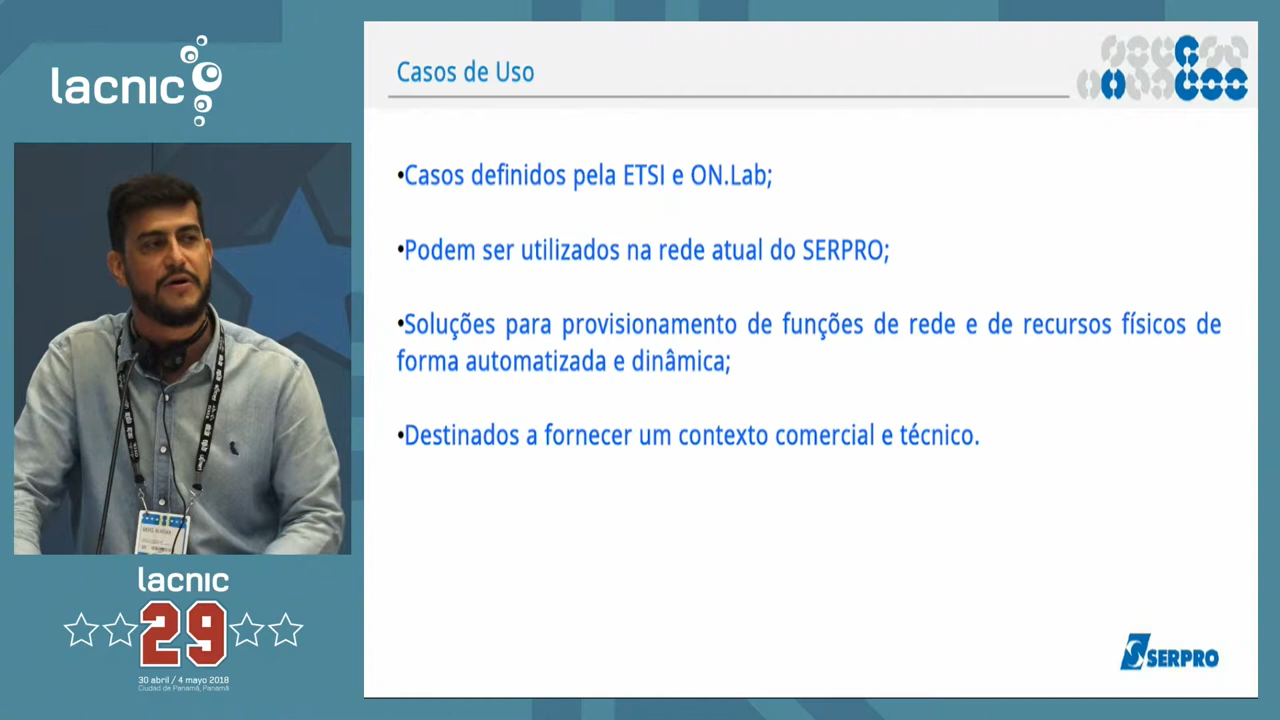 lacnic
Casos de Uso
•Casos definidos pela ETSI e ON.Lab;
•Podem ser utilizados na rede atual do SERPRO;
•Soluções para provisionamento de funções de rede e de recursos físicos de
forma automatizada e dinâmica;
•Destinados a fornecer um contexto comercial e técnico.
lacnic
29
30 abril / 4 mayo 2018
Ciudad de Panamá, Panamá
SERPRO